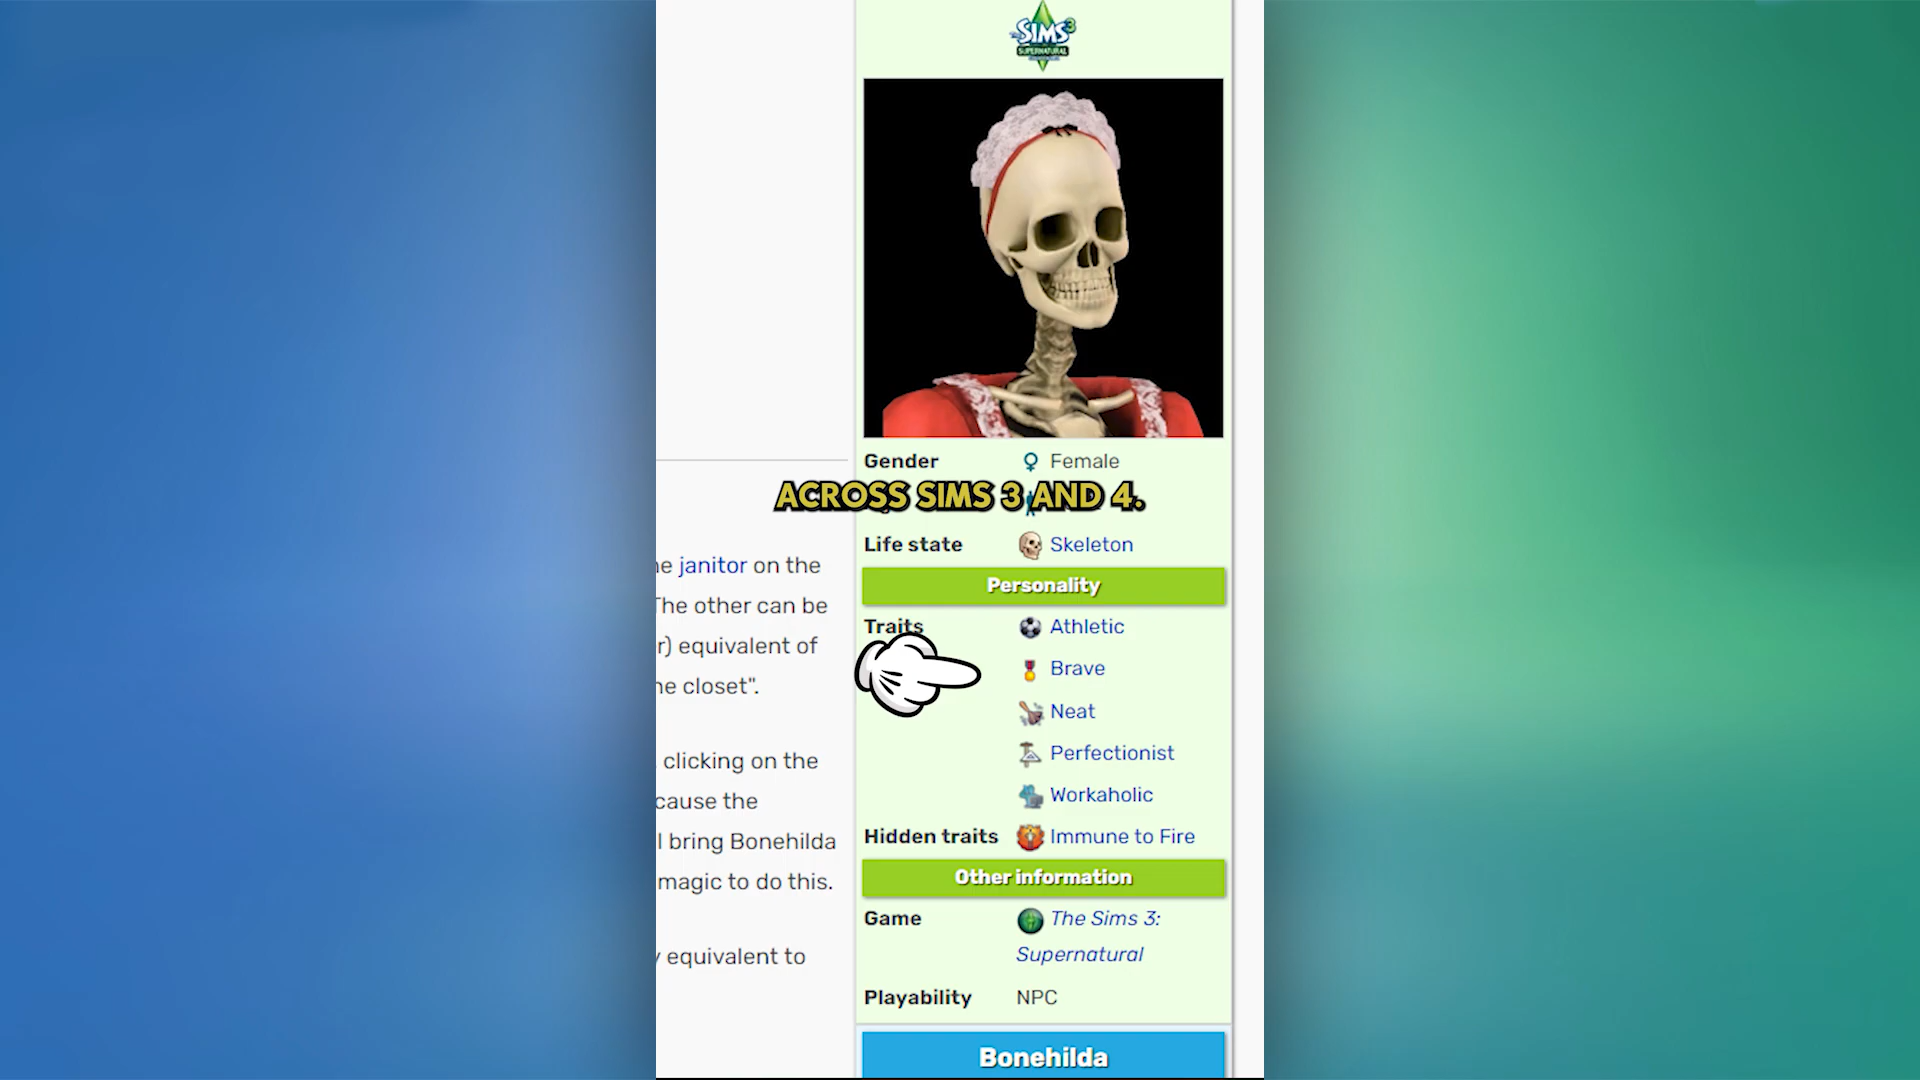 THE SIMS 3
SUPERNATURAL
Gender Female
ACROSS SIMS 3 AND 4.
Life state Skeleton
Personality
Traits Athletic
Brave
Neat
Perfectionist
Workaholic
Hidden traits Immune to Fire
Other information
Game The Sims 3:
Supernatural
Playability NPC
Bonehilda
janitor on the
The other can be
r) equivalent of
closet".
clicking on the
cause the
bring Bonehilda
magic to do this.
equivalent to